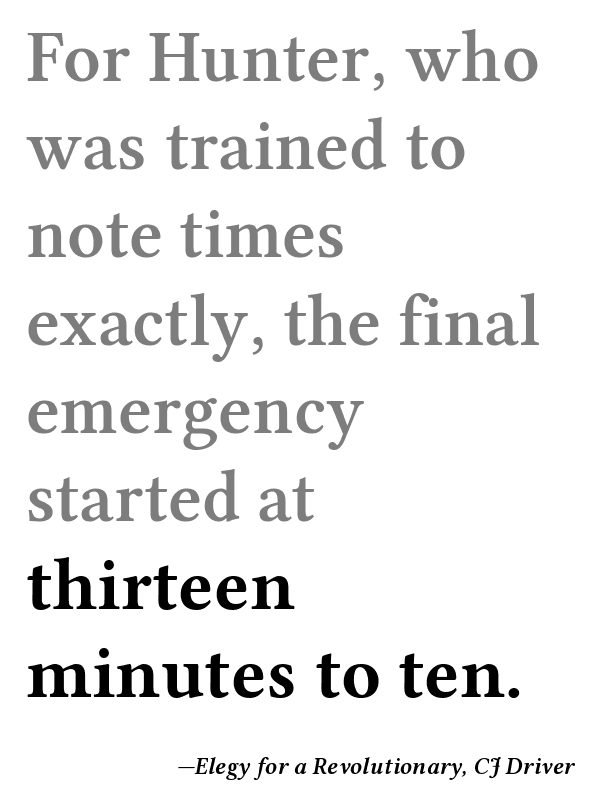 For Hunter, who
was trained to
note times
exactly, the final
emergency
started at
thirteen
minutes to ten.
—Elegy for a Revolutionary, CJ Driver